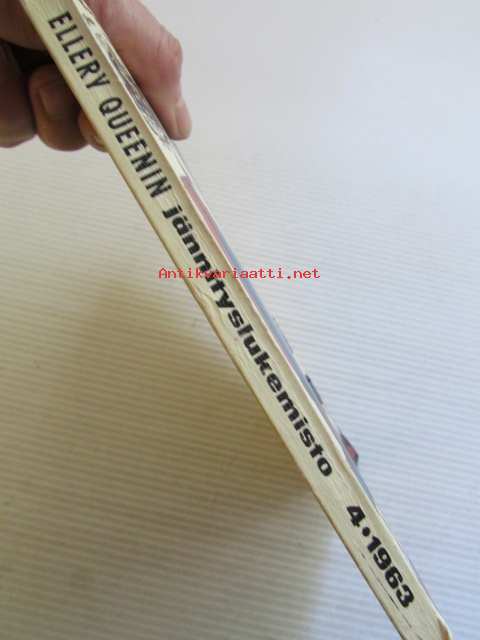 ELLERY QUEENIN jännityslukemisto 4•1963
Antikvariaatti.net